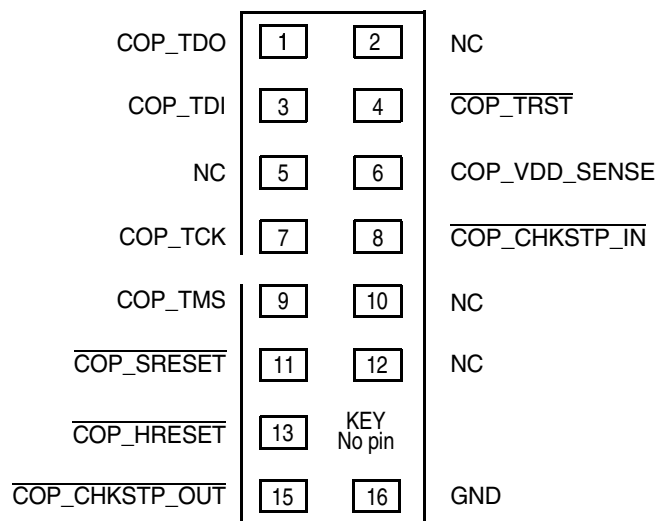 COP_TDO 1 2 NC
COP_TDI 3 4 COP_TRST
NC 5 6 COP_VDD_SENSE
COP_TCK 7 8 COP_CHKSTP_IN
COP_TMS 9 10 NC
COP_SRESET 11 12 NC
COP_HRESET 13 KEY
No pin
COP_CHKSTP_OUT 15 16 GND